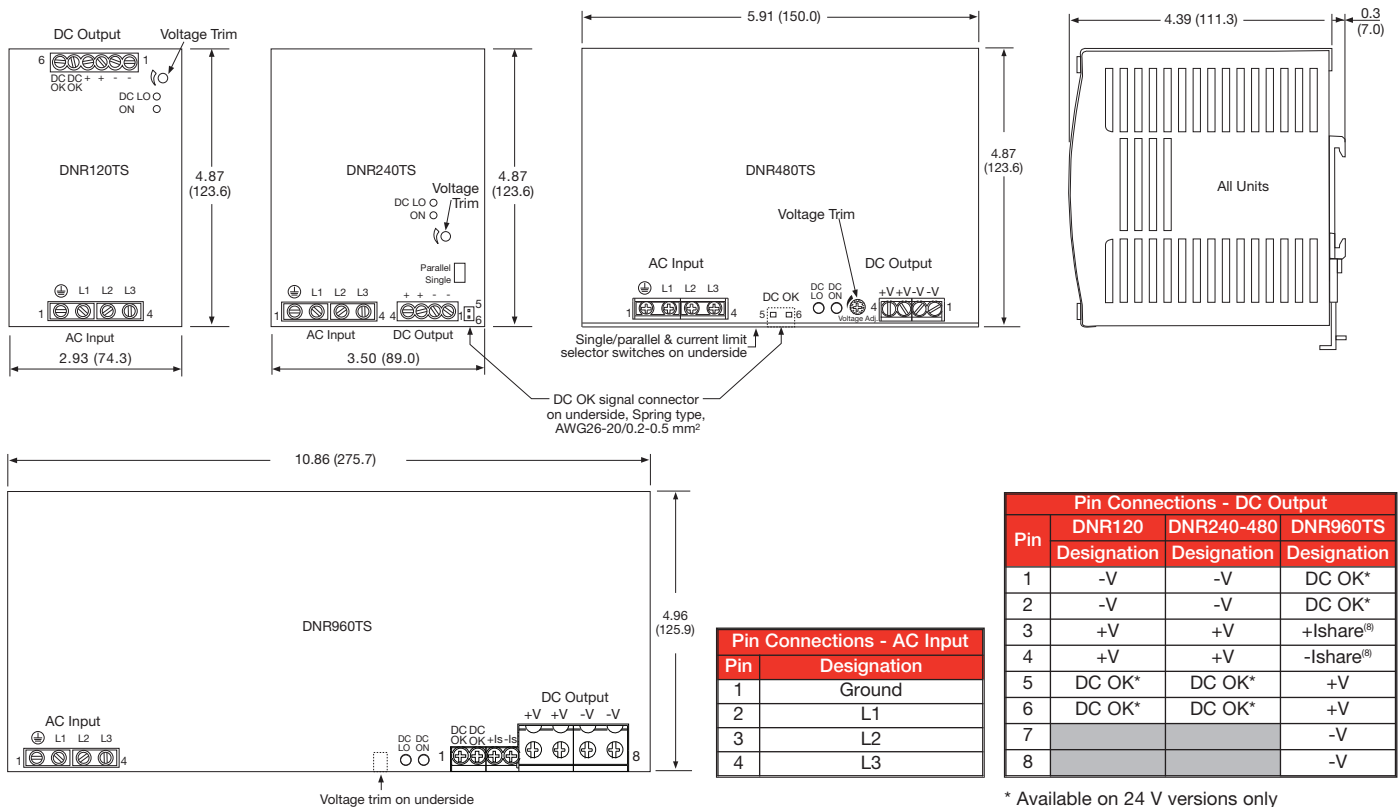 DC Output
Voltage Trim
6 1
DC DC + + - -
OK OK
DC LO
ON
DNR120TS
4.87
(123.6)
L1 L2 L3
1 4
AC Input
2.93 (74.3)
DNR240TS
Voltage
Trim
DC LO
ON
4.87
(123.6)
Parallel
Single
L1 L2 L3
+ + - -
5
1 4 4 1
6
AC Input DC Output
3.50 (89.0)
5.91 (150.0)
DNR480TS
4.87
(123.6)
Voltage Trim
AC Input
DC Output
L1 L2 L3
DC OK
DC DC
LO ON
+V +V -V -V
1 4 5 6 4 1
Voltage Adj.
Single/parallel & current limit
selector switches on underside
DC OK signal connector
on underside, Spring type,
AWG26-20/0.2-0.5 mm²
4.39 (111.3)
0.3
(7.0)
All Units
10.86 (275.7)
DNR960TS
4.96
(125.9)
AC Input
L1 L2 L3
1 4
DC DC
LO ON
DC DC
OK OK +Is -Is
DC Output
+V +V -V -V
1 8
Voltage trim on underside
Pin Connections - AC Input
Pin Designation
1 Ground
2 L1
3 L2
4 L3
Pin Connections - DC Output
Pin DNR120 DNR240-480 DNR960TS
Designation Designation Designation
1 -V -V DC OK*
2 -V -V DC OK*
3 +V +V +Ishare(8)
4 +V +V -Ishare(8)
5 DC OK* DC OK* +V
6 DC OK* DC OK* +V
7 -V
8 -V
* Available on 24 V versions only